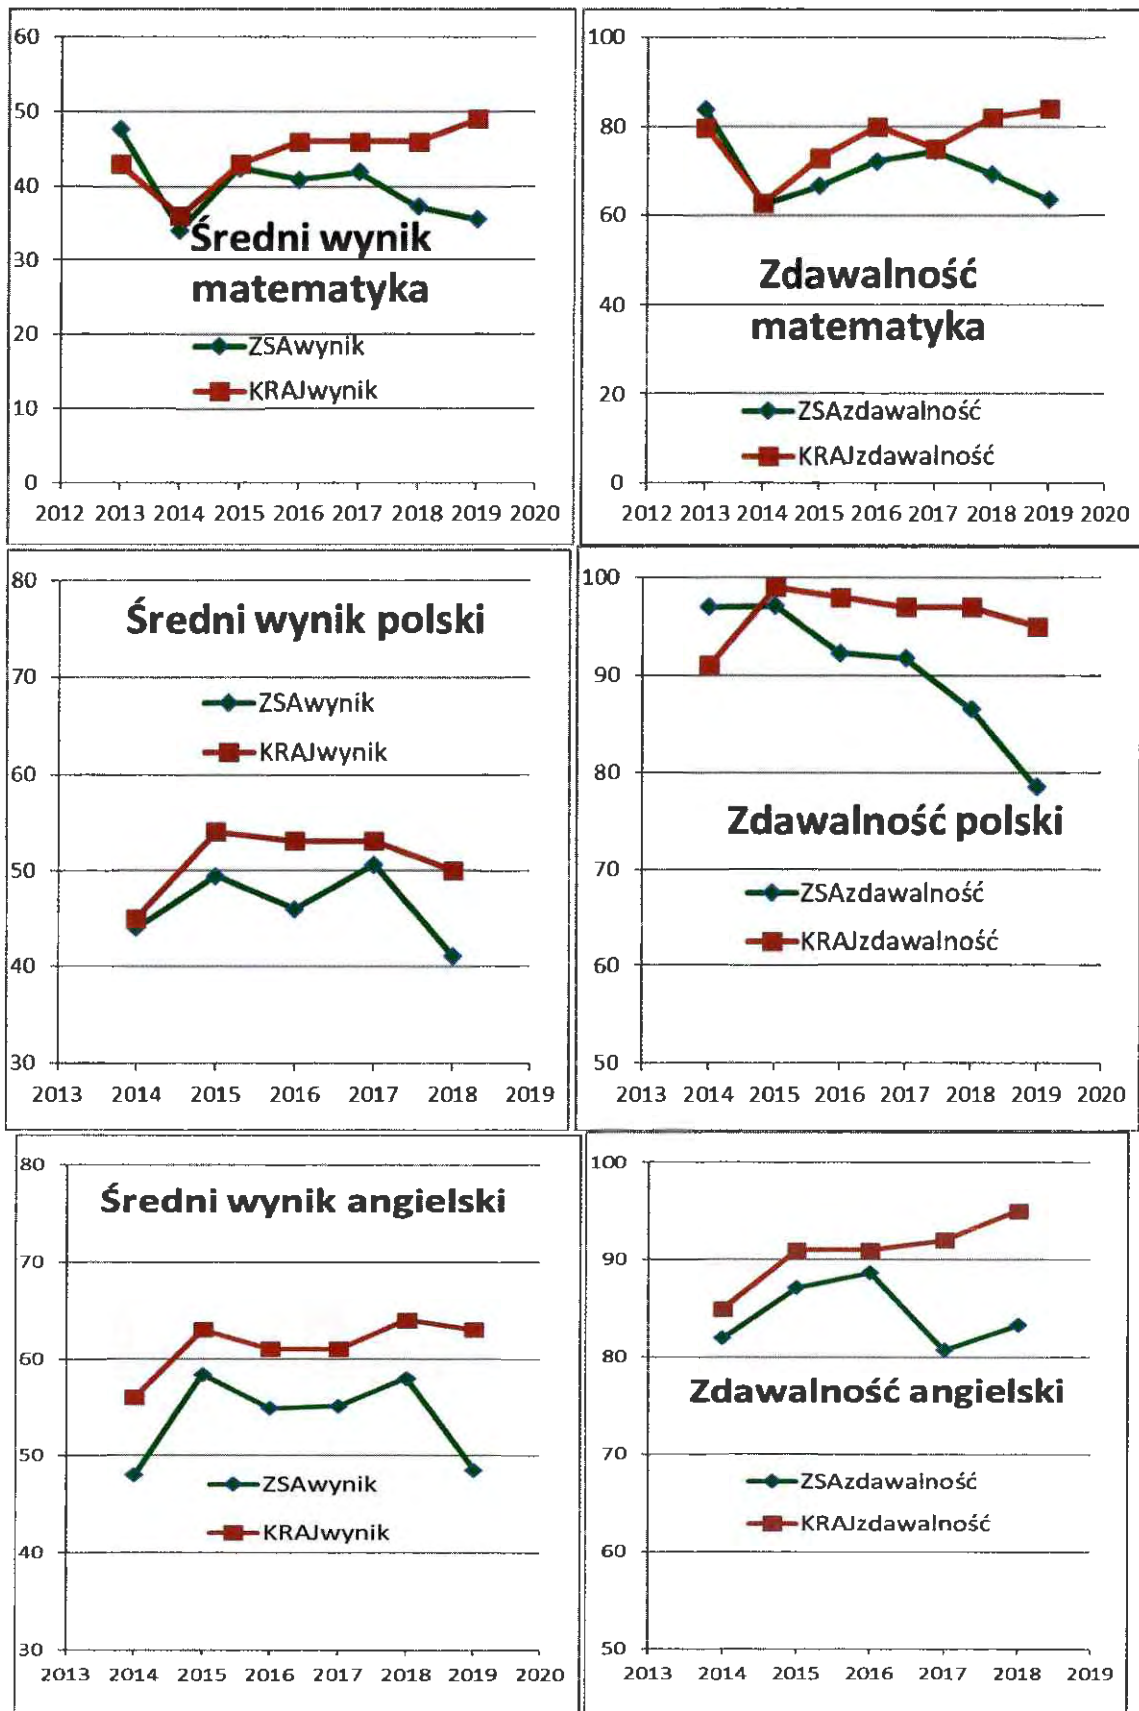 60
50
40
30
20
10
0
Średni wynik
matematyka
ZSAwynik
KRAJwynik
2012 2013 2014 2015 2016 2017 2018 2019 2020
100
80
60
40
20
0
Zdawalność
matematyka
ZSAzdawalność
KRAJzdawalność
2012 2013 2014 2015 2016 2017 2018 2019 2020
80
70
60
50
40
30
Średni wynik polski
ZSAwynik
KRAJwynik
2013 2014 2015 2016 2017 2018 2019
100
90
80
70
60
50
Zdawalność polski
ZSAzdawalność
KRAJzdawalność
2013 2014 2015 2016 2017 2018 2019 2020
80
70
60
50
40
30
Średni wynik angielski
ZSAwynik
KRAJwynik
2013 2014 2015 2016 2017 2018 2019 2020
100
90
80
70
60
50
Zdawalność angielski
ZSAzdawalność
KRAJzdawalność
2013 2014 2015 2016 2017 2018 2019